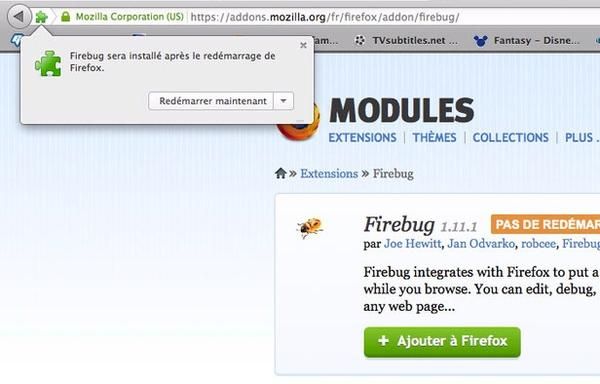 Mozilla Corporation (US) https://addons.mozilla.org/fr/firefox/addon/firebug/
Tam... TVsubtitles.net ... Fantasy – Disne...
Firebug sera installé après le redémarrage de
Firefox.
Redémarrer maintenant
MODULES
EXTENSIONS | THÈMES | COLLECTIONS | PLUS
» Extensions » Firebug
Firebug 1.11.1 PAS DE REDÉMAR
par Joe Hewitt, Jan Odvarko, robcee, Firebug
Firebug integrates with Firefox to put a
while you browse. You can edit, debug,
any web page...
+ Ajouter à Firefox